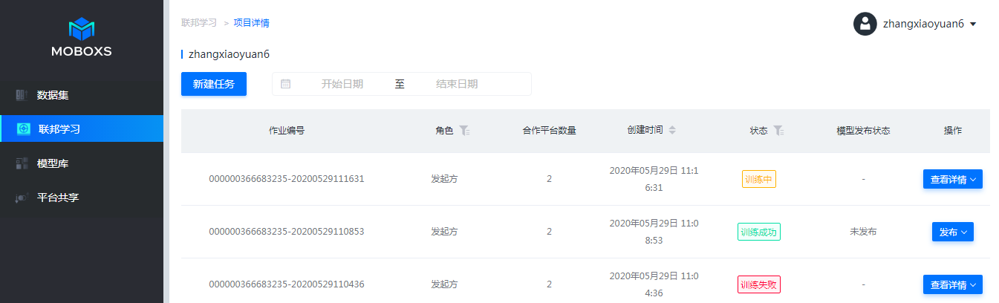 MOBOXS
数据集
联邦学习
模型库
平台共享
联邦学习 > 项目详情
zhangxiaoyuan6
zhangxiaoyuan6
新建任务 开始日期 至 结束日期
作业编号 角色 合作平台数量 创建时间 状态 模型发布状态 操作
000000366683235-20200529111631 发起方 2 2020年05月29日 11:1
6:31 训练中 - 查看详情
000000366683235-20200529110853 发起方 2 2020年05月29日 11:0
8:53 训练成功 未发布 发布
000000366683235-20200529110436 发起方 2 2020年05月29日 11:0
4:36 训练失败 - 查看详情